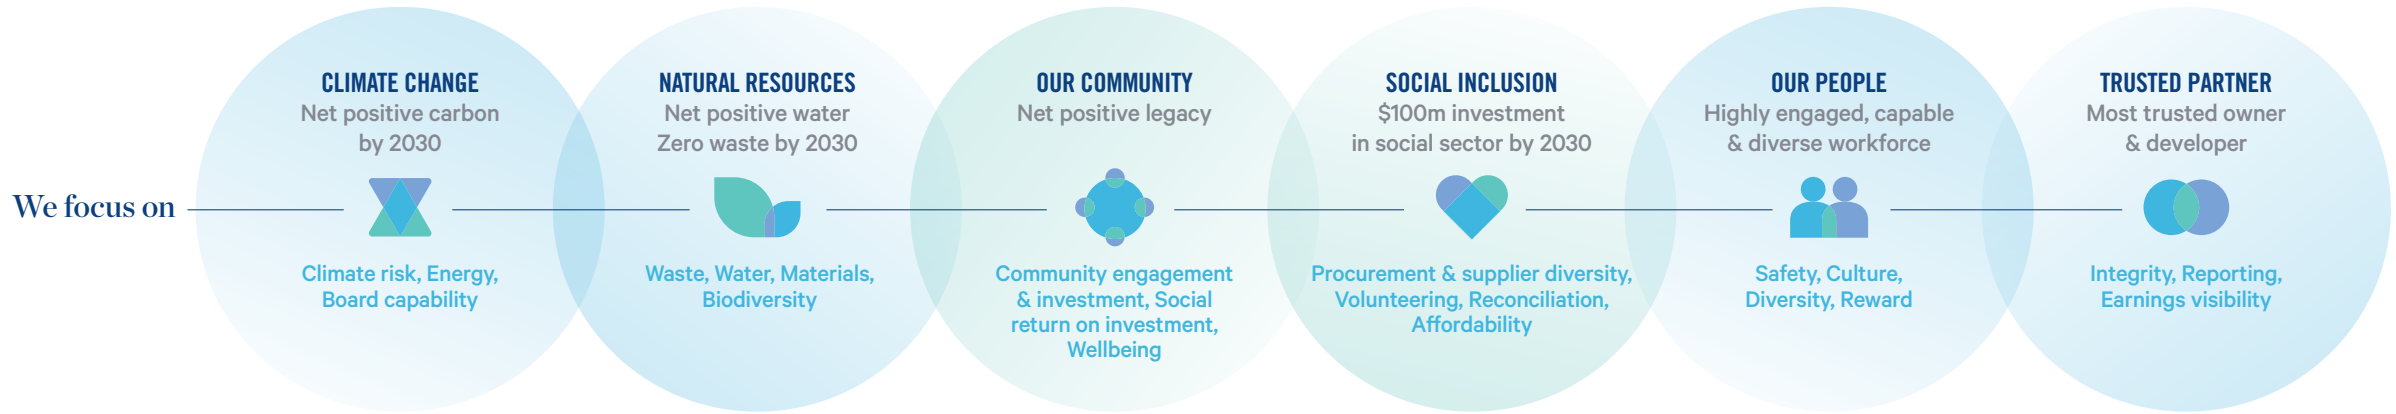 We focus on
CLIMATE CHANGE
Net positive carbon
by 2030
Climate risk, Energy,
Board capability
NATURAL RESOURCES
Net positive water
Zero waste by 2030
Waste, Water, Materials,
Biodiversity
OUR COMMUNITY
Net positive legacy
Community engagement
& investment, Social
return on investment,
Wellbeing
SOCIAL INCLUSION
$100m investment
in social sector by 2030
Procurement & supplier diversity,
Volunteering, Reconciliation,
Affordability
OUR PEOPLE
Highly engaged, capable
& diverse workforce
Safety, Culture,
Diversity, Reward
TRUSTED PARTNER
Most trusted owner
& developer
Integrity, Reporting,
Earnings visibility